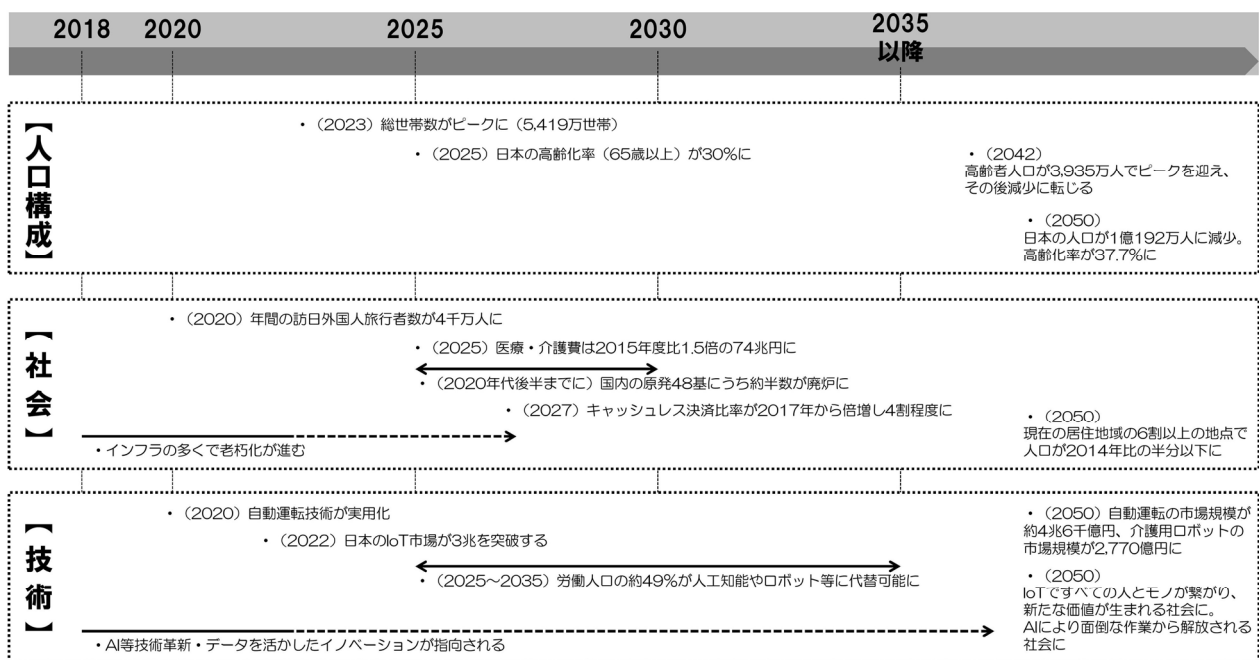 2018 2020 2025 2030 2035
以降
【人口構成】
・（2023）総世帯数がピークに（5,419万世帯）
・（2025）日本の高齢化率（65歳以上）が30%に
・（2042）
高齢者人口が3,935万人でピークを迎え、
その後減少に転じる
・（2050）
日本の人口が1億192万人に減少。
高齢化率が37.7%に
【社会】
・（2020）年間の訪日外国人旅行者数が4千万人に
・（2025）医療・介護費は2015年度比1.5倍の74兆円に
・（2020年代後半までに）国内の原発48基にうち約半数が廃炉に
・（2027）キャッシュレス決済比率が2017年から倍増し4割程度に
・インフラの多くで老朽化が進む
・（2050）
現在の居住地域の6割以上の地点で
人口が2014年比の半分以下に
【技術】
・（2020）自動運転技術が実用化
・（2022）日本のIoT市場が3兆を突破する
・（2025～2035）労働人口の約49%が人工知能やロボット等に代替可能に
・AI等技術革新・データを活かしたイノベーションが指向される
・（2050）自動運転の市場規模が
約4兆6千億円、介護用ロボットの
市場規模が2,770億円に
・（2050）
IoTですべての人とモノが繋がり、
新たな価値が生まれる社会に。
AIにより面倒な作業から解放される
社会に